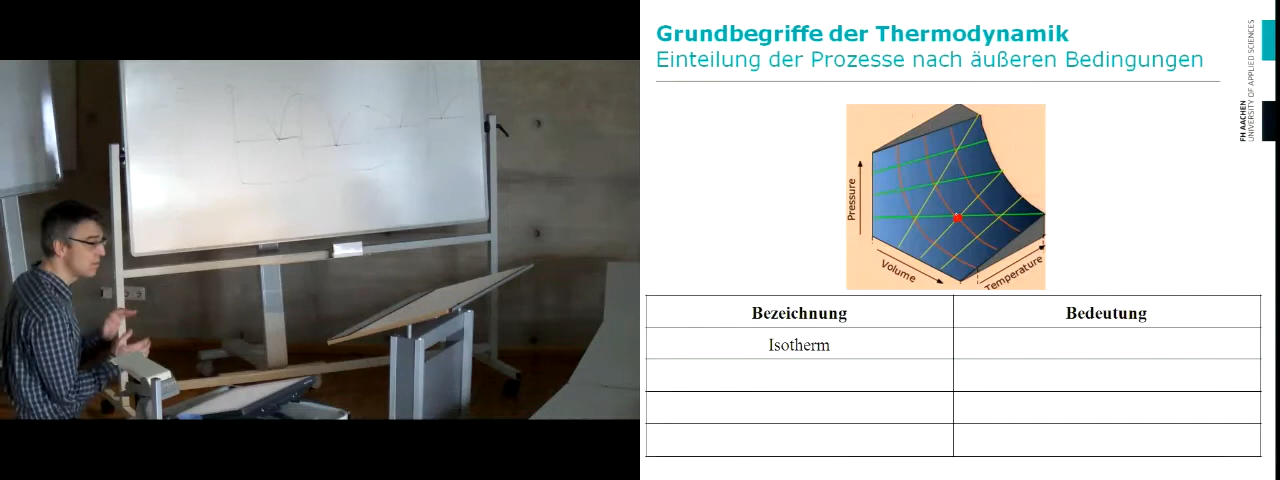 Grundbegriffe der Thermodynamik
Einteilung der Prozesse nach äußeren Bedingungen
FH AACHEN
UNIVERSITY OF APPLIED SCIENCES
Pressure
Volume
Temperature
Bezeichnung Bedeutung
Isotherm